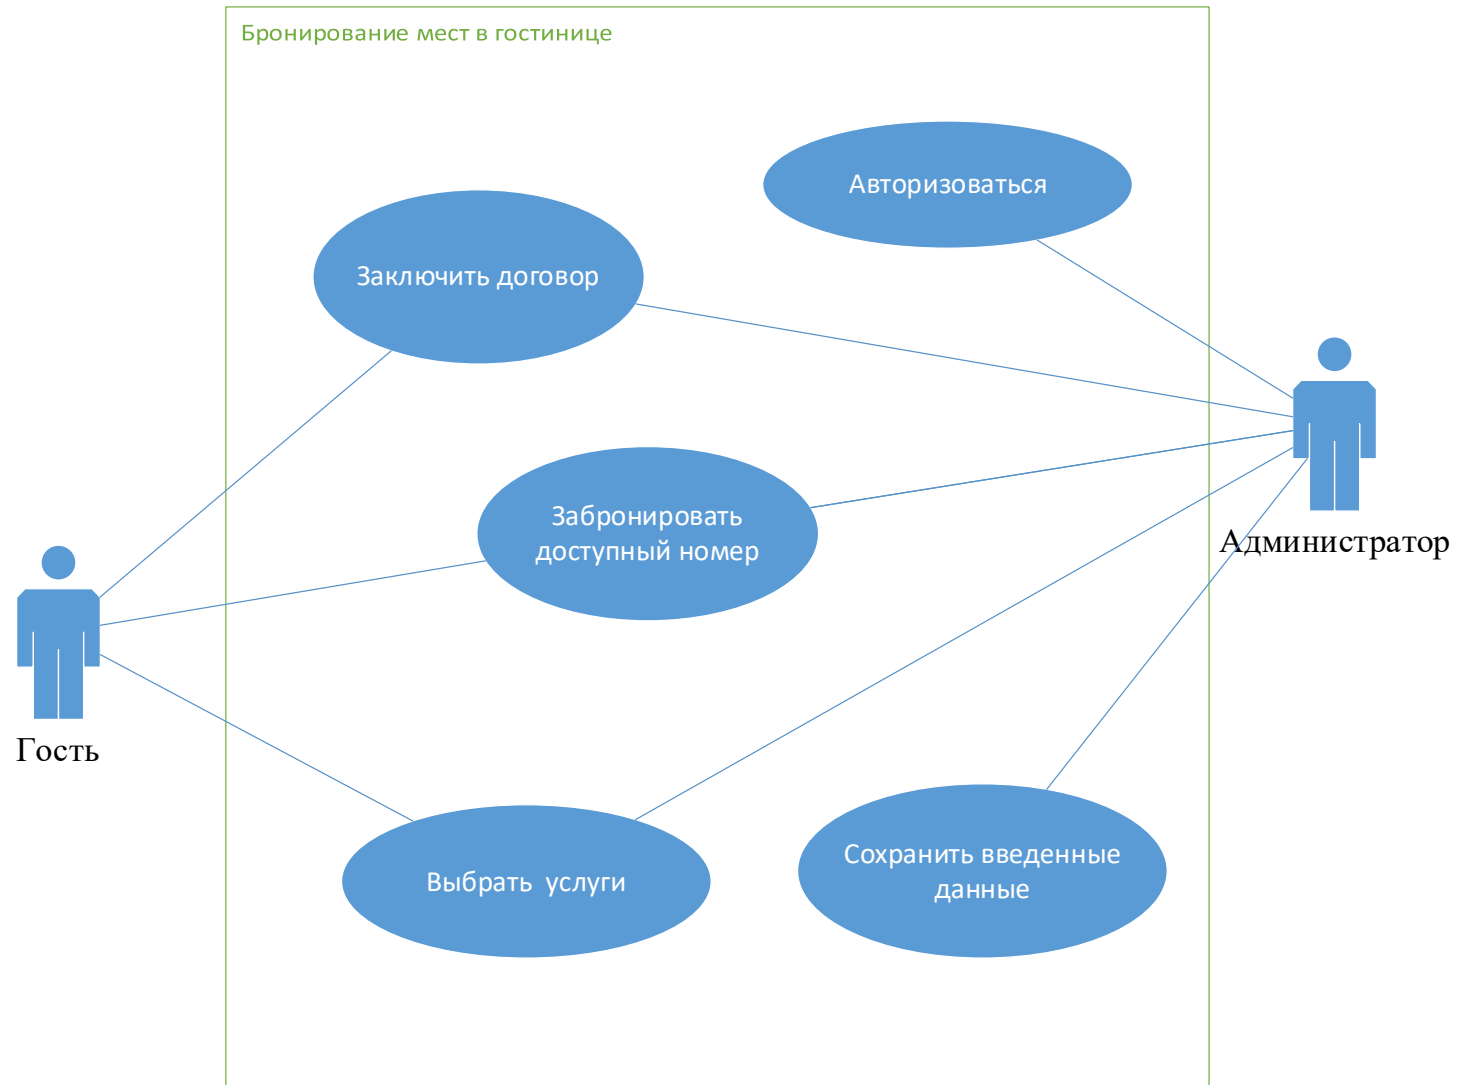 Бронирование мест в гостинице
Авторизоваться
Заключить договор
Забронировать
доступный номер
Администратор
Гость
Выбрать услуги
Сохранить введенные
данные